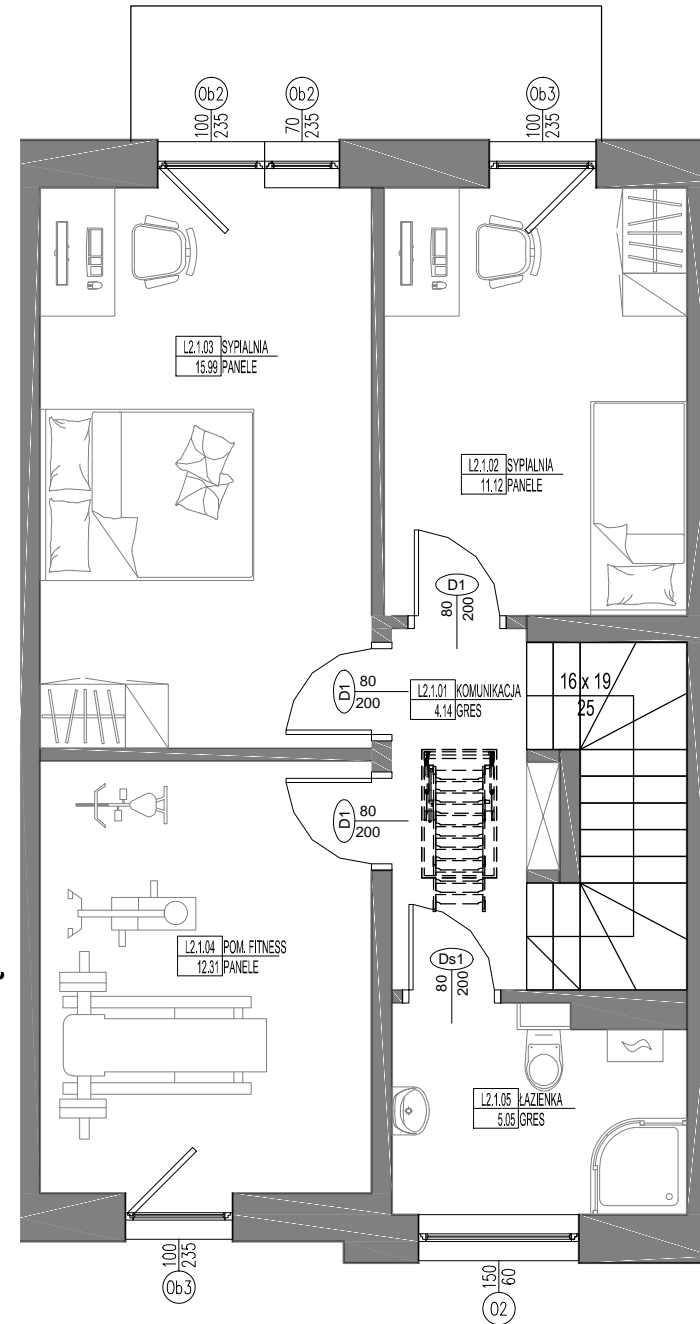 Ob2
100
235
Ob2
70
235
Ob3
100
235
L2.1.03 SYPIALNIA
15.99 PANELE
L2.1.02 SYPIALNIA
11.12 PANELE
D1
80
200
D1
80
200
L2.1.01 KOMUNIKACJA
4.14 GRES
16 x 19
25
D1
80
200
L2.1.04 POM. FITNESS
12.31 PANELE
Ds1
80
200
L2.1.05 ŁAZIENKA
5.05 GRES
100
235
Ob3
150
60
O2